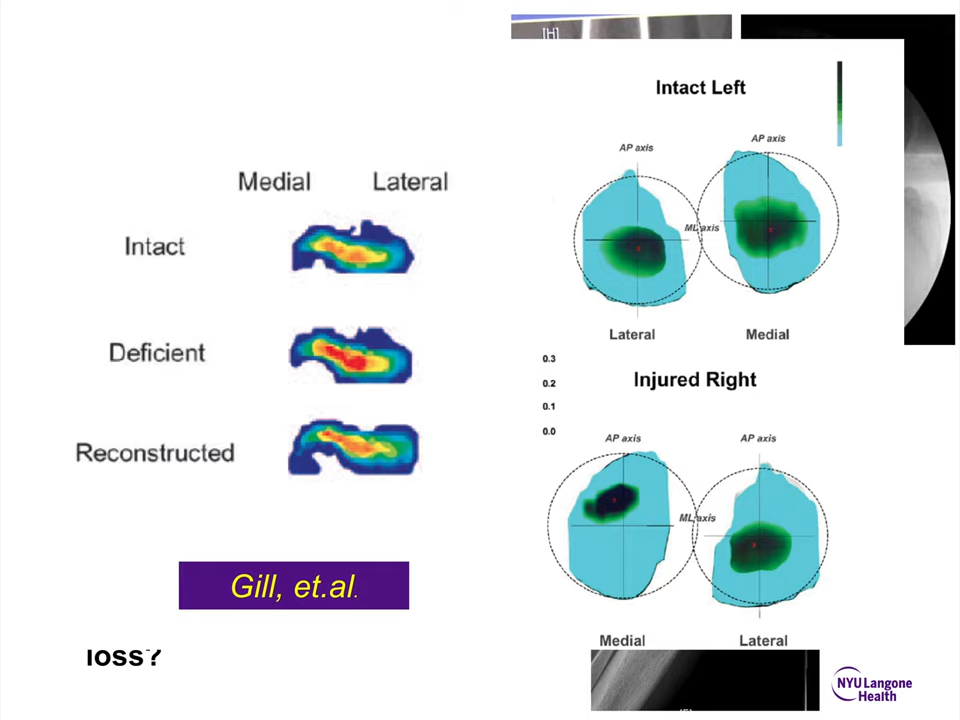 [H]
Intact Left
AP axis
AP axis
ML axis
Lateral Medial
Medial Lateral
Intact
Deficient
Reconstructed
0.3
0.2
0.1
0.0
Injured Right
AP axis
AP axis
ML axis
Medial Lateral
Gill, et.al.
loss?
NYU Langone
Health